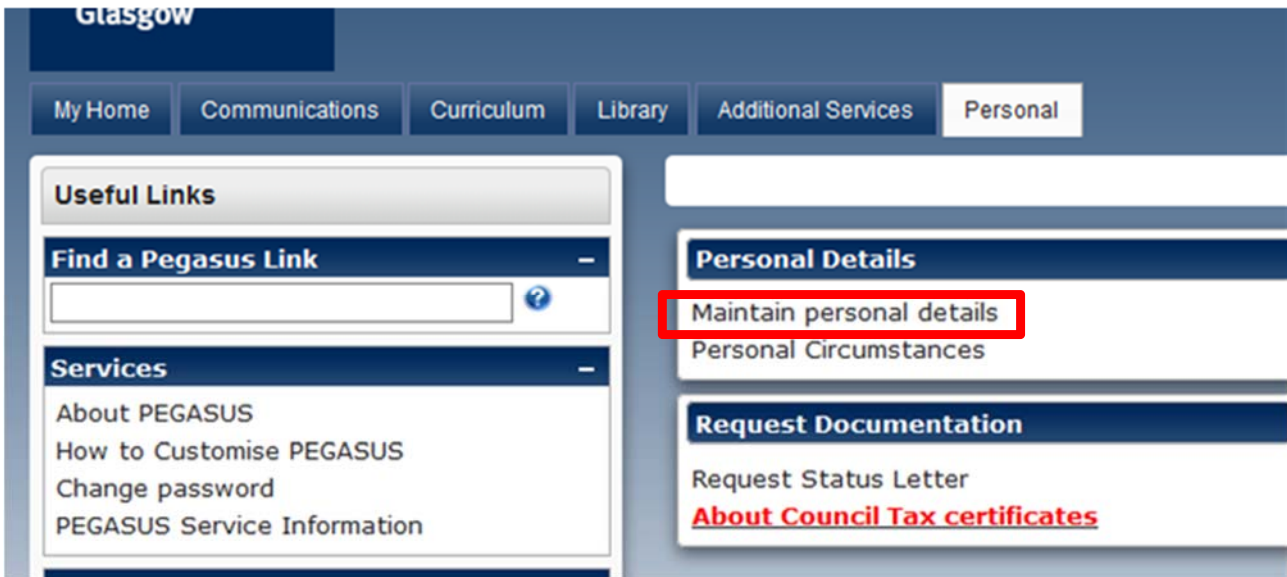 Glasgow
My Home Communications Curriculum Library Additional Services Personal
Useful Links
Find a Pegasus Link –
?
Services –
About PEGASUS
How to Customise PEGASUS
Change password
PEGASUS Service Information
Personal Details
Maintain personal details
Personal Circumstances
Request Documentation
Request Status Letter
About Council Tax certificates